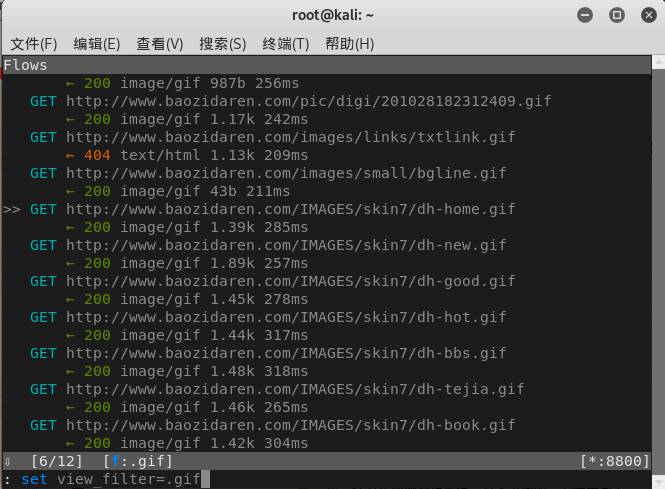 root@kali: ~
文件(F) 编辑(E) 查看(V) 搜索(S) 终端(T) 帮助(H)
Flows
← 200 image/gif 987b 256ms
GET http://www.baozidaren.com/pic/digi/201028182312409.gif
← 200 image/gif 1.17k 242ms
GET http://www.baozidaren.com/images/links/txtlink.gif
← 404 text/html 1.13k 209ms
GET http://www.baozidaren.com/images/small/bgline.gif
← 200 image/gif 43b 211ms
>> GET http://www.baozidaren.com/IMAGES/skin7/dh-home.gif
← 200 image/gif 1.39k 285ms
GET http://www.baozidaren.com/IMAGES/skin7/dh-new.gif
← 200 image/gif 1.89k 257ms
GET http://www.baozidaren.com/IMAGES/skin7/dh-good.gif
← 200 image/gif 1.45k 278ms
GET http://www.baozidaren.com/IMAGES/skin7/dh-hot.gif
← 200 image/gif 1.44k 317ms
GET http://www.baozidaren.com/IMAGES/skin7/dh-bbs.gif
← 200 image/gif 1.48k 318ms
GET http://www.baozidaren.com/IMAGES/skin7/dh-tejia.gif
← 200 image/gif 1.46k 265ms
GET http://www.baozidaren.com/IMAGES/skin7/dh-book.gif
← 200 image/gif 1.42k 304ms
⇩ [6/12] [f:.gif] [*:8800]
: set view_filter=.gif